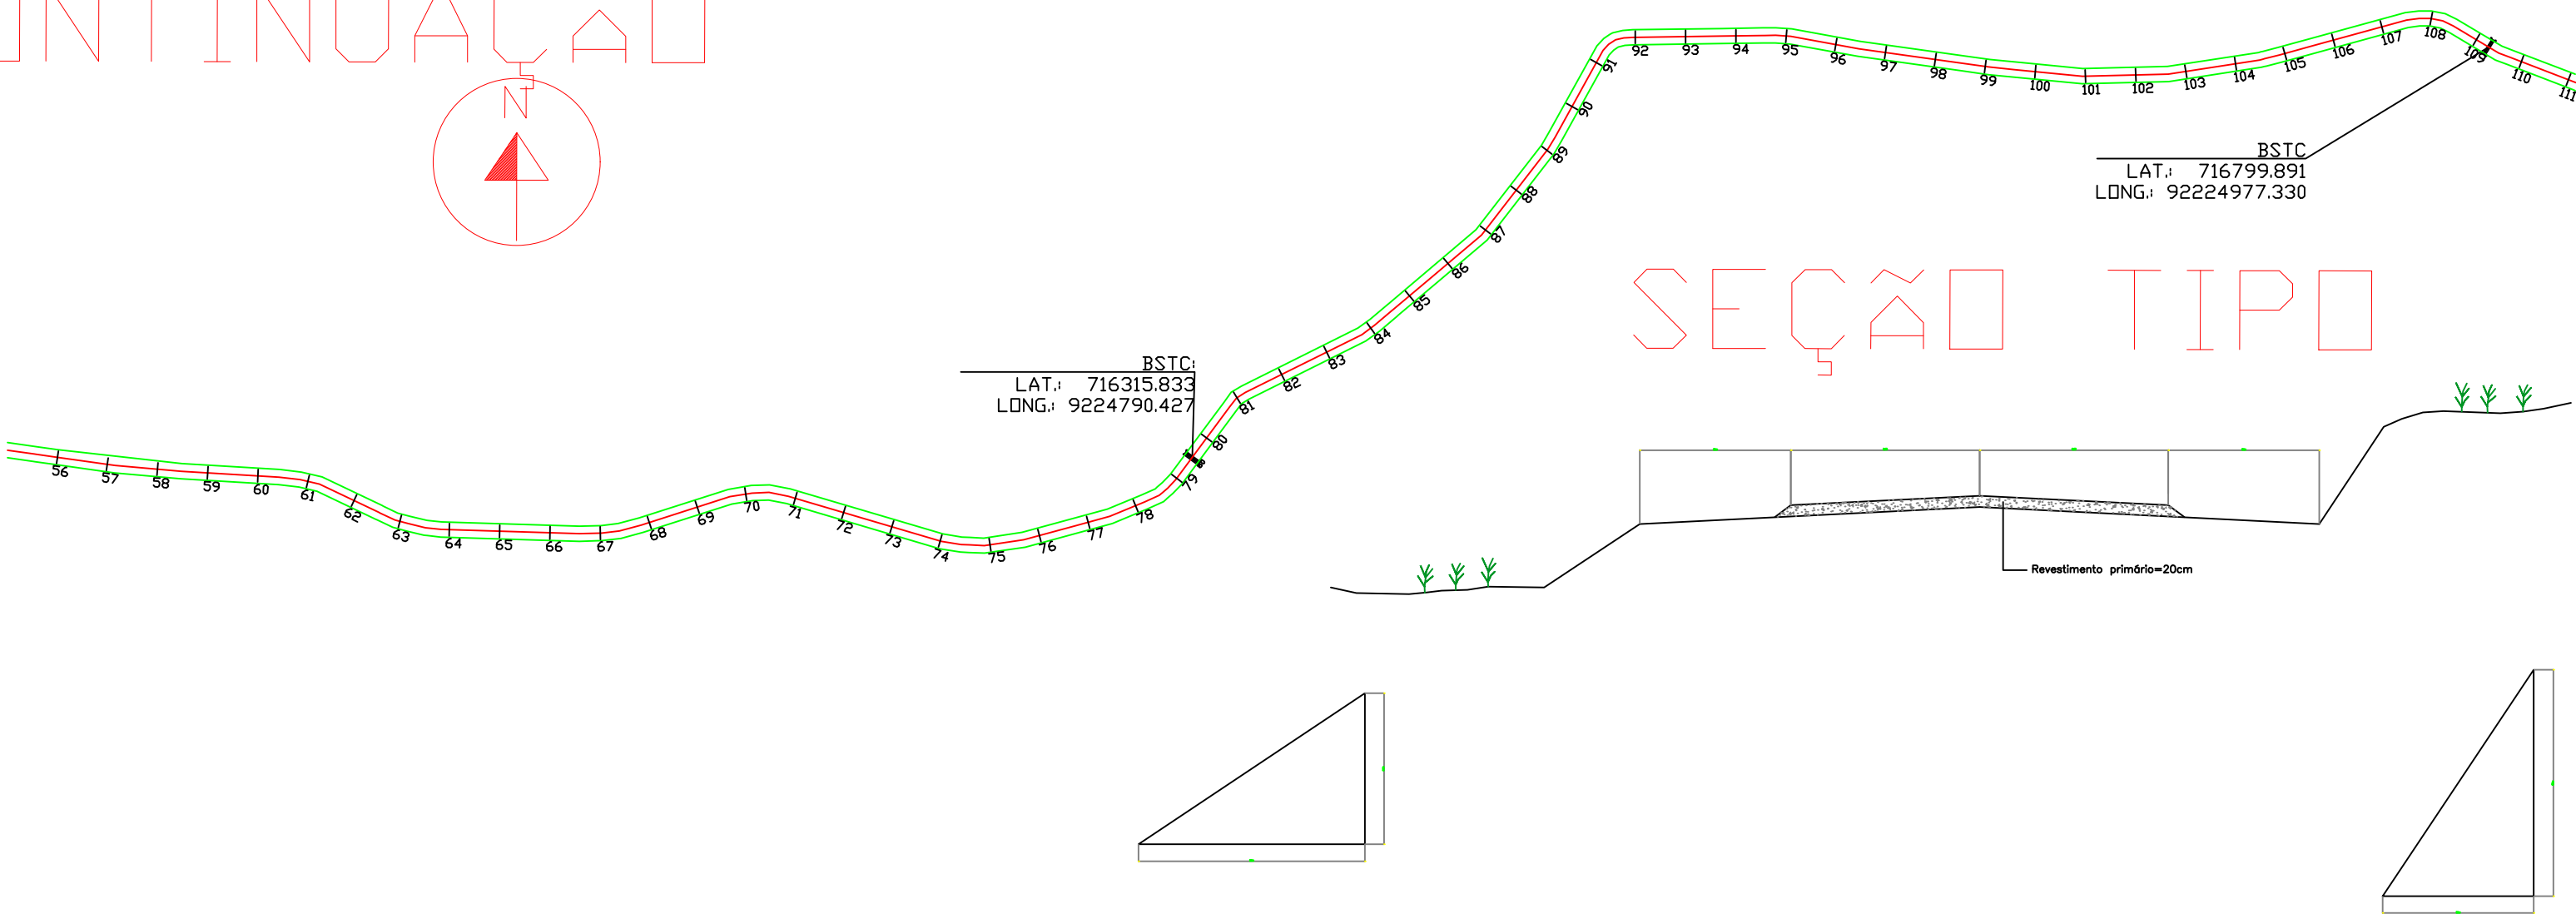 ONTINUAÇÃO
N
56 57 58 59 60 61 62 63 64 65 66 67 68 69 70 71 72 73 74 75 76 77 78 79 80 81 82 83 84 85 86 87 88 89 90 91 92 93 94 95 96 97 98 99 100 101 102 103 104 105 106 107 108 109 110 111
BSTC
LAT.: 716799.891
LONG.: 92224977.330
BSTC:
LAT.: 716315.833
LONG.: 9224790.427
SEÇÃO TIPO
Revestimento primário=20cm